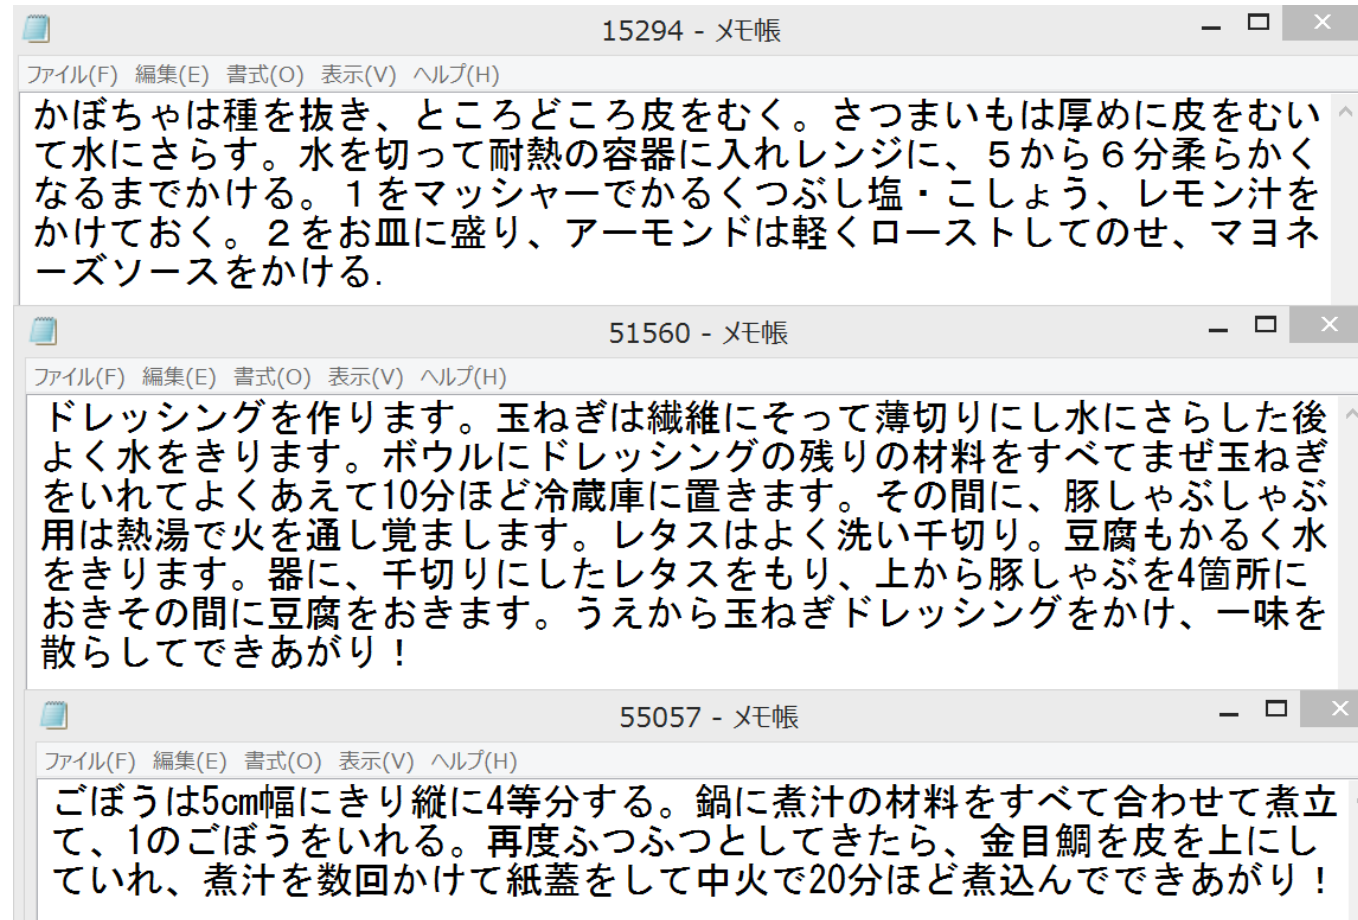 15294 - メモ帳
ファイル(F) 編集(E) 書式(O) 表示(V) ヘルプ(H)
かぼちゃは種を抜き、ところどころ皮をむく。さつまいもは厚めに皮をむい
て水にさらす。水を切って耐熱の容器に入れレンジに、５から６分柔らかく
なるまでかける。１をマッシャーでかるくつぶし塩・こしょう、レモン汁を
かけておく。２をお皿に盛り、アーモンドは軽くローストしてのせ、マヨネ
ーズソースをかける.
51560 - メモ帳
ファイル(F) 編集(E) 書式(O) 表示(V) ヘルプ(H)
ドレッシングを作ります。玉ねぎは繊維にそって薄切りにし水にさらした後
よく水をきります。ボウルにドレッシングの残りの材料をすべてまぜ玉ねぎ
をいれてよくあえて10分ほど冷蔵庫に置きます。その間に、豚しゃぶしゃぶ
用は熱湯で火を通し覚まします。レタスはよく洗い千切り。豆腐もかるく水
をきります。器に、千切りにしたレタスをもり、上から豚しゃぶを4箇所に
おきその間に豆腐をおきます。うえから玉ねぎドレッシングをかけ、一味を
散らしてできあがり！
55057 - メモ帳
ファイル(F) 編集(E) 書式(O) 表示(V) ヘルプ(H)
ごぼうは5cm幅にきり縦に4等分する。鍋に煮汁の材料をすべて合わせて煮立
て、1のごぼうをいれる。再度ふつふつとしてきたら、金目鯛を皮を上にし
ていれ、煮汁を数回かけて紙蓋をして中火で20分ほど煮込んでできあがり！